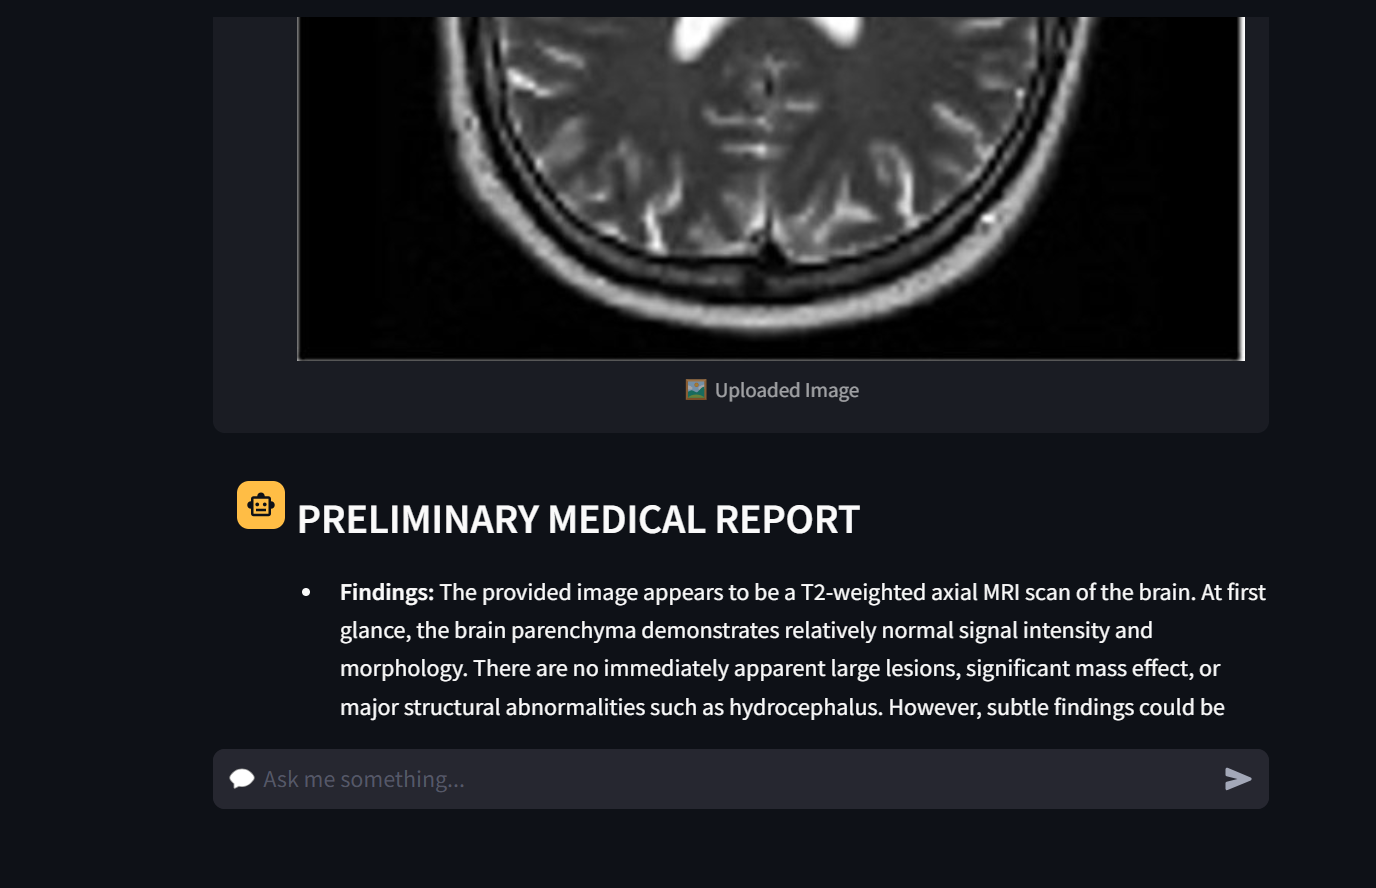 Uploaded Image
PRELIMINARY MEDICAL REPORT
• Findings: The provided image appears to be a T2-weighted axial MRI scan of the brain. At first
glance, the brain parenchyma demonstrates relatively normal signal intensity and
morphology. There are no immediately apparent large lesions, significant mass effect, or
major structural abnormalities such as hydrocephalus. However, subtle findings could be
Ask me something...